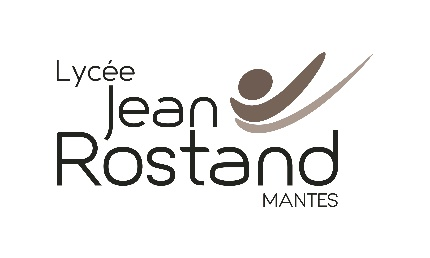 Lycée
Jean
Rostand
MANTES